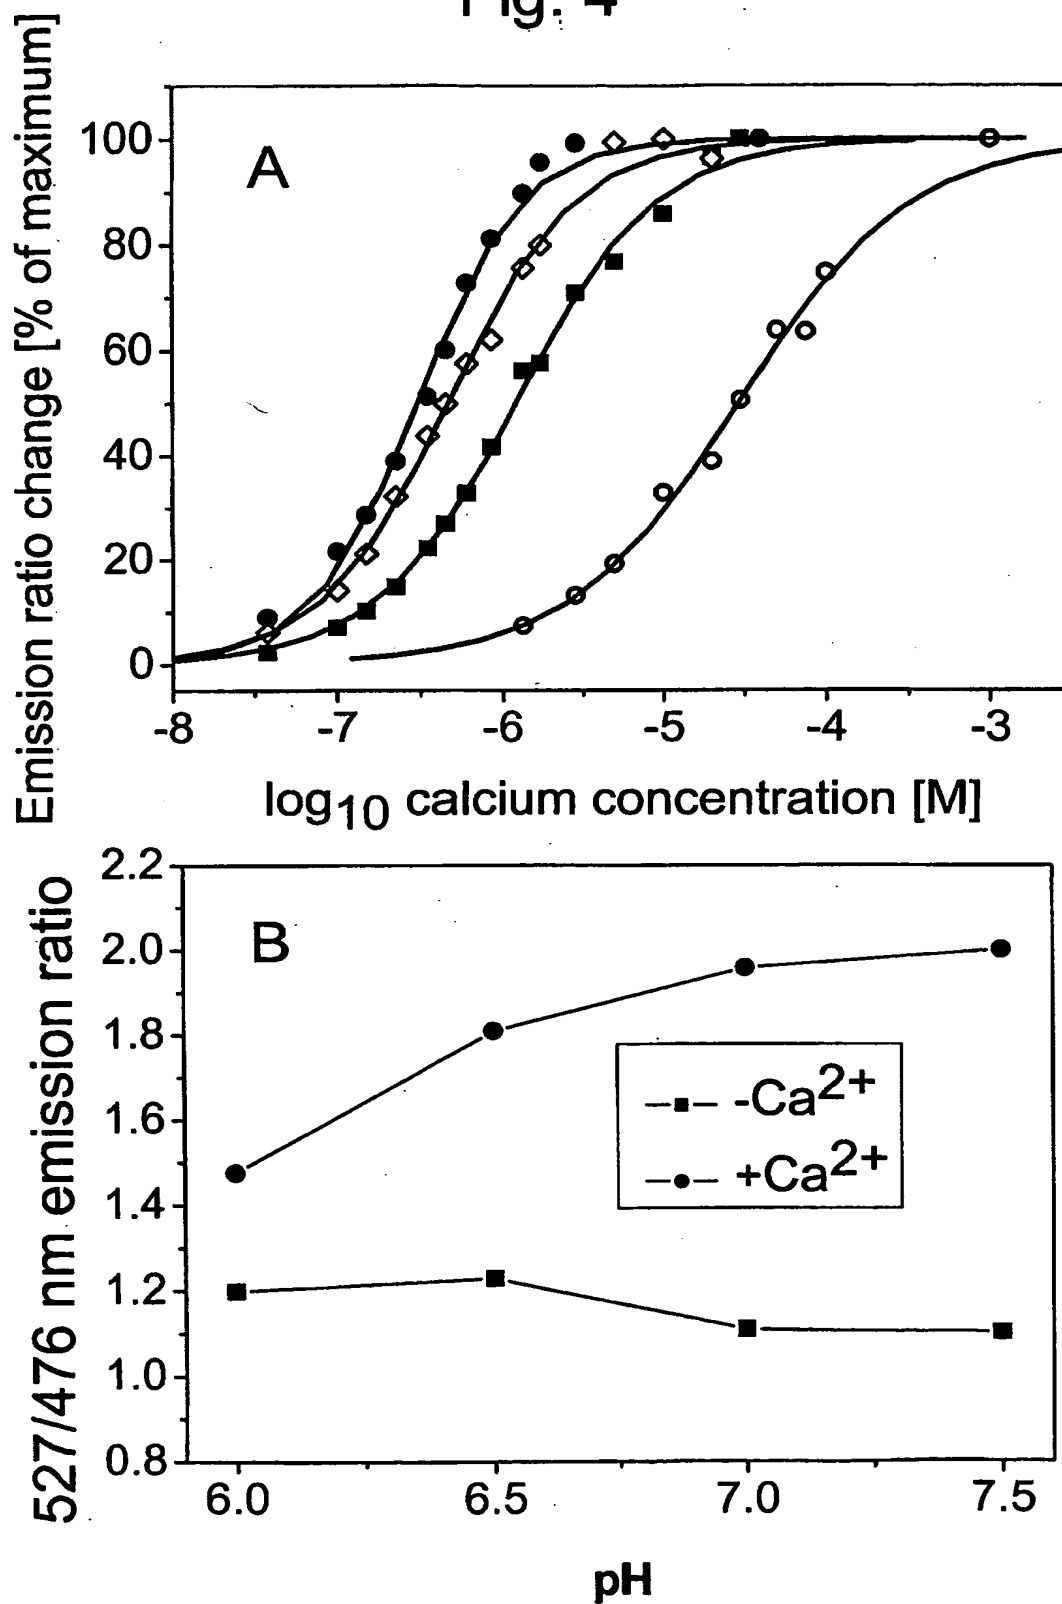 Fig. 4
Emission ratio change [% of maximum]
A
100
80
60
40
20
0
-8 -7 -6 -5 -4 -3
log10 calcium concentration [M]
527/476 nm emission ratio
B
2.2
2.0
1.8
1.6
1.4
1.2
1.0
0.8
-Ca2+
+Ca2+
6.0 6.5 7.0 7.5
pH